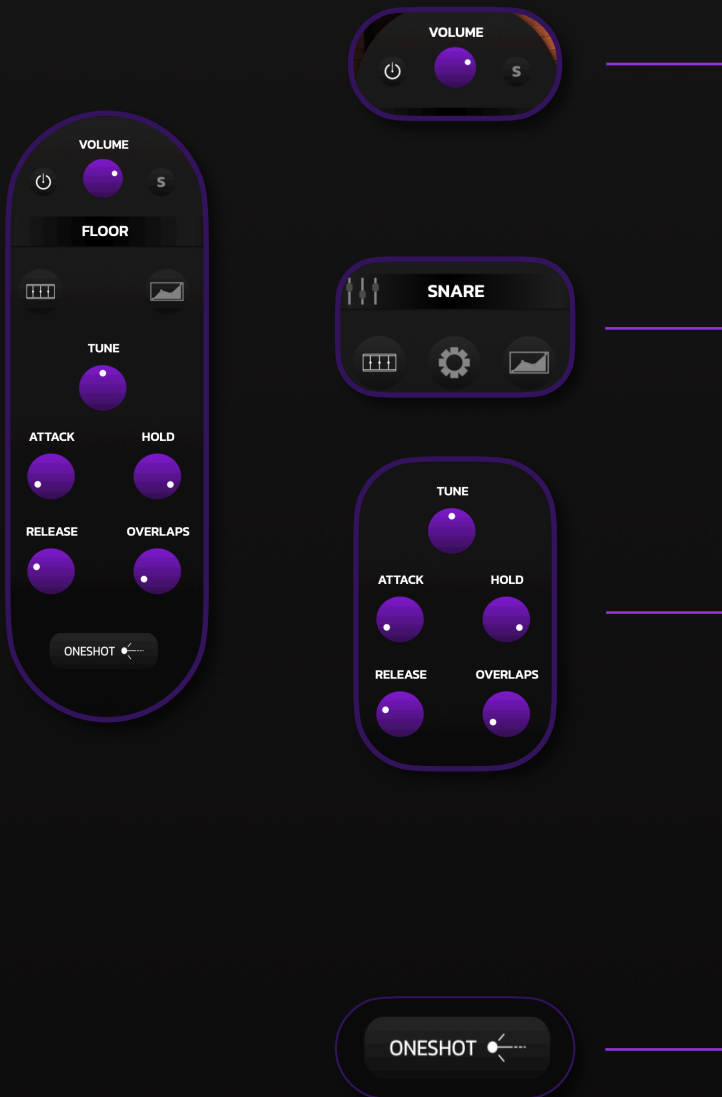 VOLUME
S
FLOOR
TUNE
ATTACK HOLD
RELEASE OVERLAPS
ONESHOT
VOLUME
S
SNARE
TUNE
ATTACK HOLD
RELEASE OVERLAPS
ONESHOT